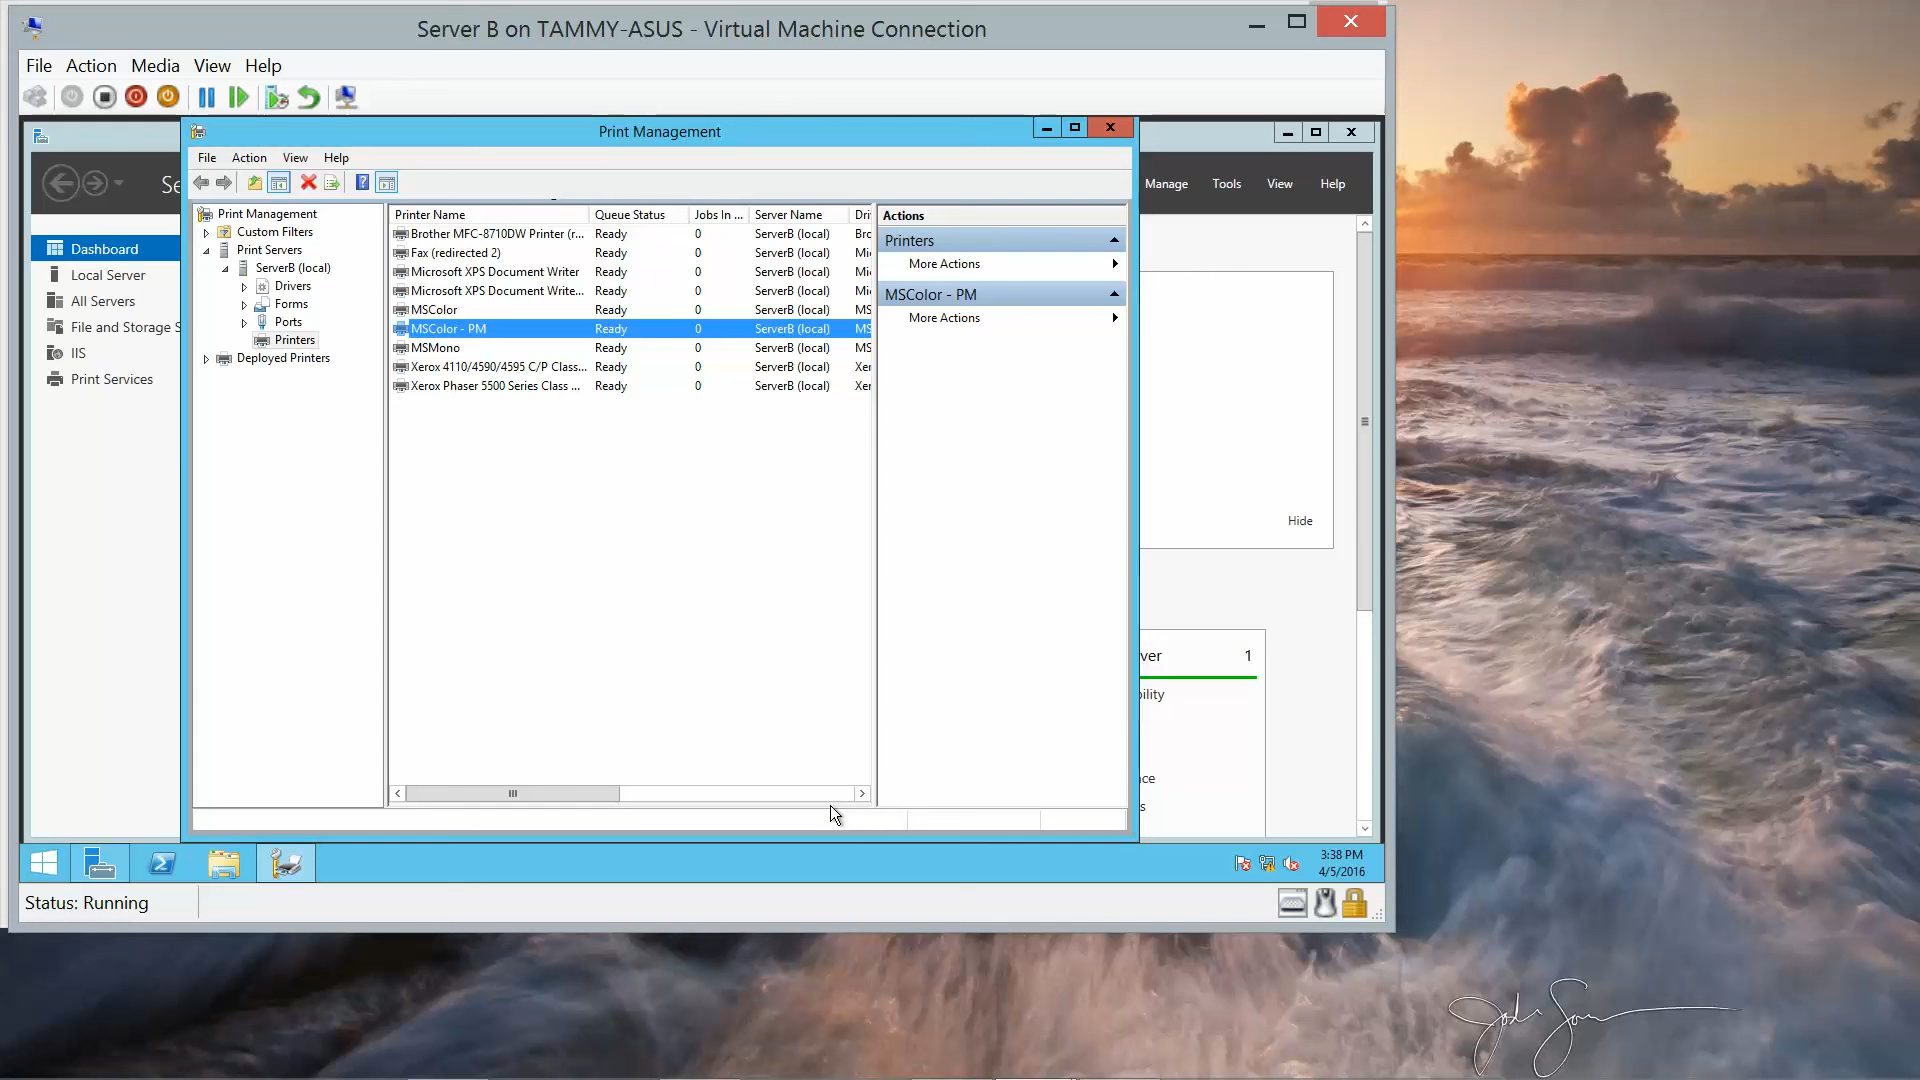 Server B on TAMMY-ASUS - Virtual Machine Connection
File Action Media View Help
Print Management
File Action View Help
Manage Tools View Help
Print Management
Custom Filters
Print Servers
ServerB (local)
Drivers
Forms
Ports
Printers
Deployed Printers
Dashboard
Local Server
All Servers
File and Storage S
IIS
Print Services
Printer Name Queue Status Jobs In ... Server Name Dri
Brother MFC-8710DW Printer (r... Ready 0 ServerB (local) Brc
Fax (redirected 2) Ready 0 ServerB (local) Mi
Microsoft XPS Document Writer Ready 0 ServerB (local) Mi
Microsoft XPS Document Write... Ready 0 ServerB (local) Mi
MSColor Ready 0 ServerB (local) MS
MSColor - PM Ready 0 ServerB (local) MS
MSMono Ready 0 ServerB (local) MS
Xerox 4110/4590/4595 C/P Class... Ready 0 ServerB (local) Xer
Xerox Phaser 5500 Series Class ... Ready 0 ServerB (local) Xer
Actions
Printers
More Actions
MSColor - PM
More Actions
Hide
ver 1
bility
ce
s
3:38 PM
4/5/2016
Status: Running